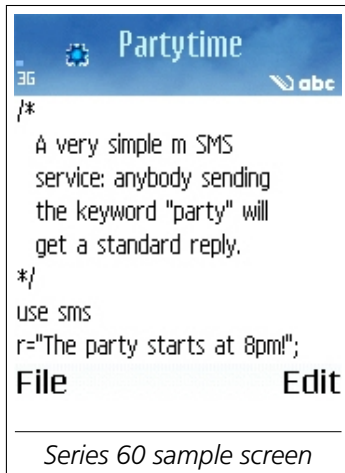 Partytime
3G abc
/*
A very simple m SMS
service: anybody sending
the keyword "party" will
get a standard reply.
*/
use sms
r="The party starts at 8pm!";
File Edit
Series 60 sample screen